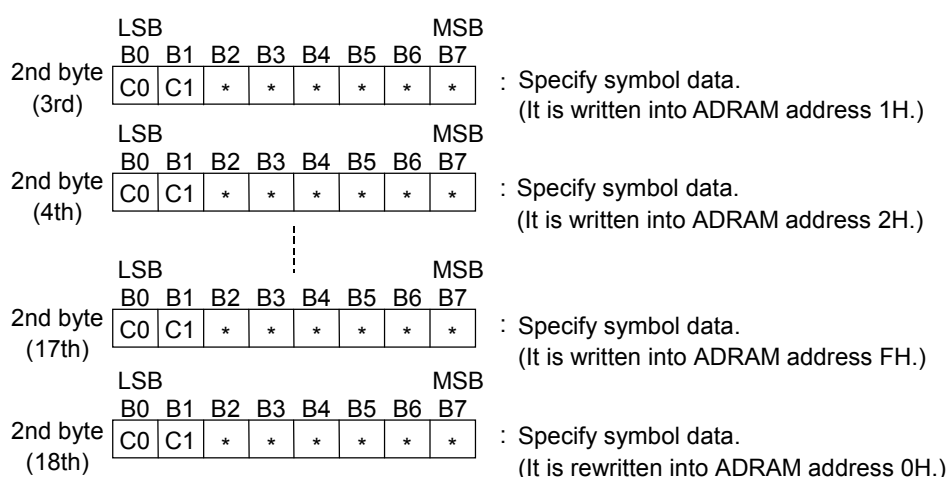 LSB MSB
B0 B1 B2 B3 B4 B5 B6 B7
2nd byte
(3rd)
C0 C1 * * * * * *
: Specify symbol data.
(It is written into ADRAM address 1H.)
LSB MSB
B0 B1 B2 B3 B4 B5 B6 B7
2nd byte
(4th)
C0 C1 * * * * * *
: Specify symbol data.
(It is written into ADRAM address 2H.)
LSB MSB
B0 B1 B2 B3 B4 B5 B6 B7
2nd byte
(17th)
C0 C1 * * * * * *
: Specify symbol data.
(It is written into ADRAM address FH.)
LSB MSB
B0 B1 B2 B3 B4 B5 B6 B7
2nd byte
(18th)
C0 C1 * * * * * *
: Specify symbol data.
(It is rewritten into ADRAM address 0H.)